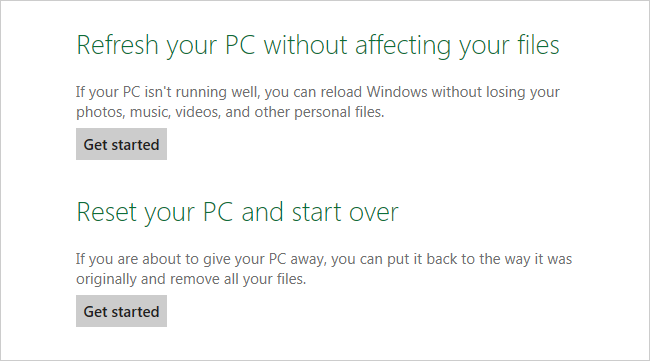 Refresh your PC without affecting your files
If your PC isn't running well, you can reload Windows without losing your
photos, music, videos, and other personal files.
Get started
Reset your PC and start over
If you are about to give your PC away, you can put it back to the way it was
originally and remove all your files.
Get started